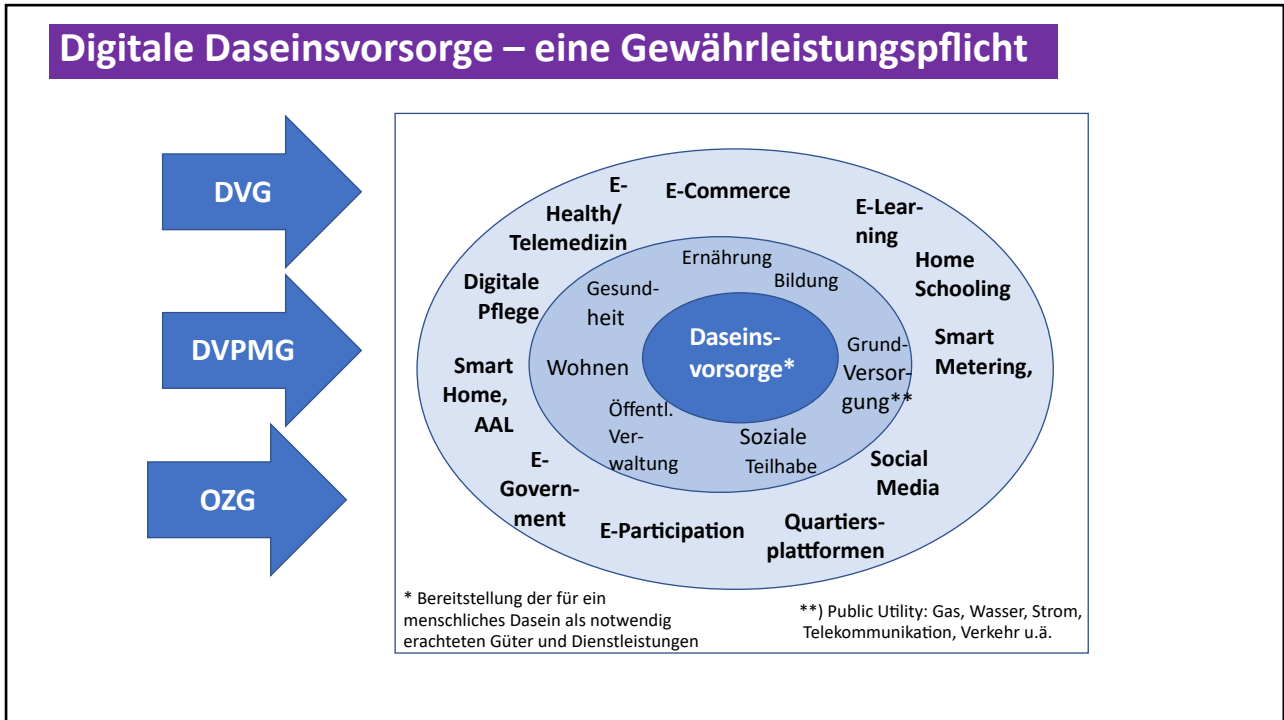 Digitale Daseinsvorsorge – eine Gewährleistungspflicht
DVG
DVPMG
OZG
E-
Health/
Telemedizin
E-Commerce
E-Lear-
ning
Home
Schooling
Digitale
Pflege
Smart
Metering,
Smart
Home,
AAL
Social
Media
E-
Govern-
ment
E-Participation
Quartiers-
plattformen
Ernährung
Bildung
Gesund-
heit
Wohnen
Grund-
Versor-
gung**
Öffentl.
Ver-
waltung
Soziale
Teilhabe
Daseins-
vorsorge*
* Bereitstellung der für ein
menschliches Dasein als notwendig
erachteten Güter und Dienstleistungen
**) Public Utility: Gas, Wasser, Strom,
Telekommunikation, Verkehr u.ä.